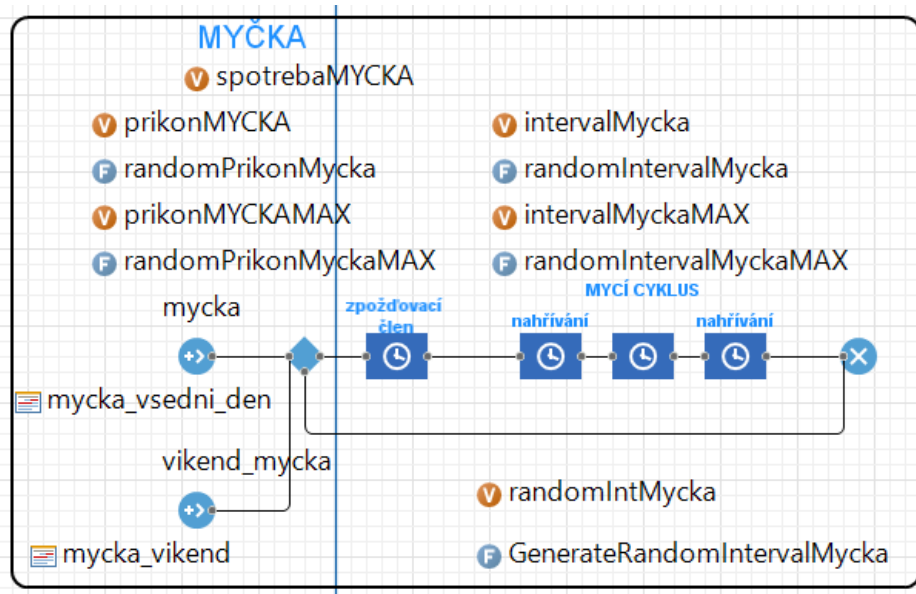 MYČKA
V spotrebaMYCKA
V prikonMYCKA
V intervalMycka
F randomPrikonMycka
F randomIntervalMycka
V prikonMYCKAMAX
V intervalMyckaMAX
F randomPrikonMyckaMAX
F randomIntervalMyckaMAX
MYCÍ CYKLUS
mycka
zpožďovací
člen
nahřívání
nahřívání
mycka_vsedni_den
vikend_mycka
V randomIntMycka
mycka_vikend
F GenerateRandomIntervalMycka